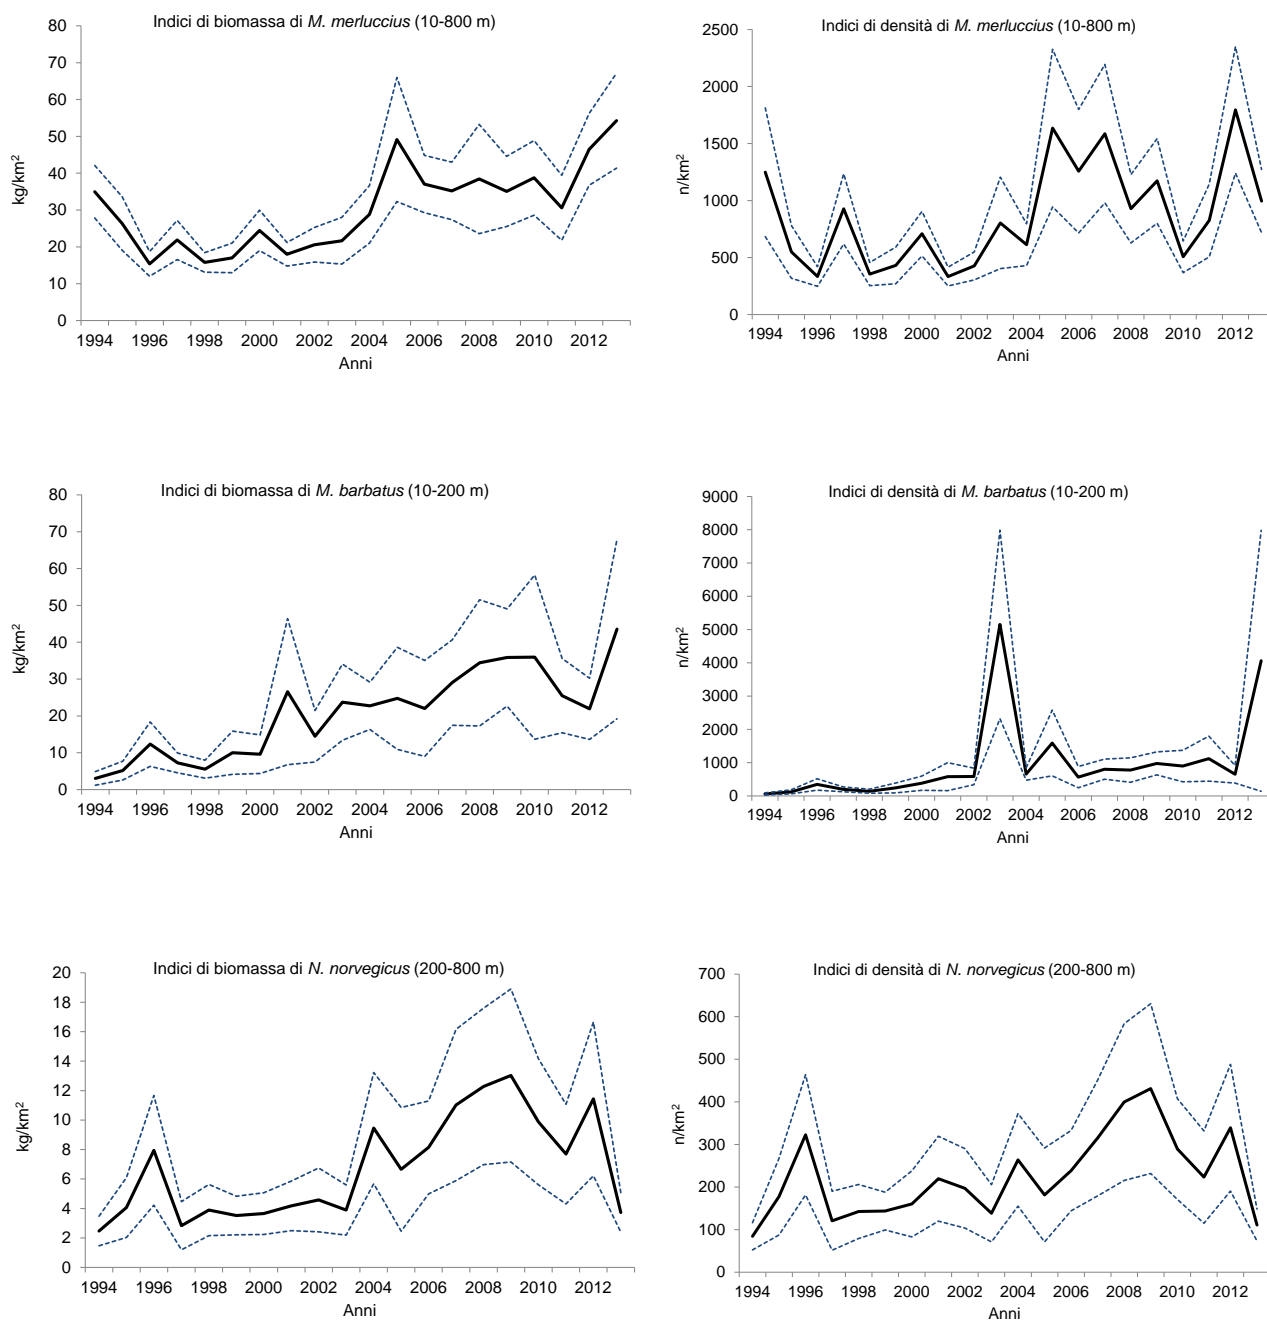 Indici di biomassa di M. merluccius (10-800 m)
80
70
60
50
40
30
20
10
0
kg/km²
1994 1996 1998 2000 2002 2004 2006 2008 2010 2012
Anni
Indici di densità di M. merluccius (10-800 m)
2500
2000
1500
1000
500
0
n/km²
1994 1996 1998 2000 2002 2004 2006 2008 2010 2012
Anni
Indici di biomassa di M. barbatus (10-200 m)
80
70
60
50
40
30
20
10
0
kg/km²
1994 1996 1998 2000 2002 2004 2006 2008 2010 2012
Anni
Indici di densità di M. barbatus (10-200 m)
9000
8000
7000
6000
5000
4000
3000
2000
1000
0
n/km²
1994 1996 1998 2000 2002 2004 2006 2008 2010 2012
Anni
Indici di biomassa di N. norvegicus (200-800 m)
20
18
16
14
12
10
8
6
4
2
0
kg/km²
1994 1996 1998 2000 2002 2004 2006 2008 2010 2012
Anni
Indici di densità di N. norvegicus (200-800 m)
700
600
500
400
300
200
100
0
n/km²
1994 1996 1998 2000 2002 2004 2006 2008 2010 2012
Anni